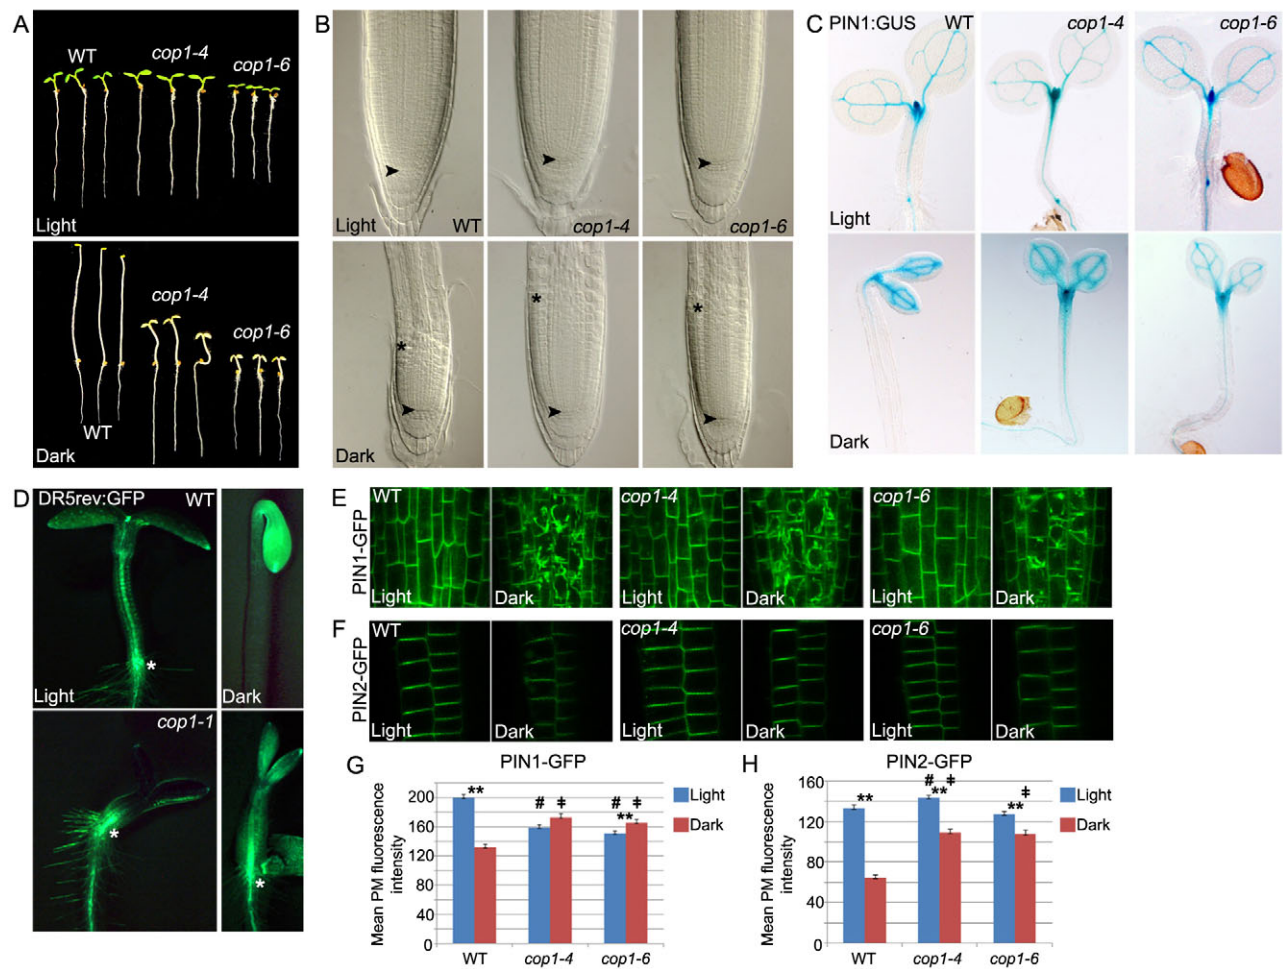 A
WT
cop1-4
cop1-6
Light
cop1-4
cop1-6
WT
Dark
B
Light
WT
cop1-4
cop1-6
*
*
*
Dark
C
PIN1:GUS
WT
cop1-4
cop1-6
Light
Dark
D
DR5rev:GFP
WT
*
Light
Dark
cop1-1
*
*
E
PIN1-GFP
WT
cop1-4
cop1-6
Light
Dark
Light
Dark
Light
Dark
F
PIN2-GFP
WT
cop1-4
cop1-6
Light
Dark
Light
Dark
Light
Dark
G
PIN1-GFP
Mean PM fluorescence
intensity
200
160
120
80
40
0
**
#
ǂ
#
ǂ
**
Light
Dark
WT
cop1-4
cop1-6
H
PIN2-GFP
Mean PM fluorescence
intensity
160
120
80
40
0
**
#
ǂ
**
ǂ
**
Light
Dark
WT
cop1-4
cop1-6